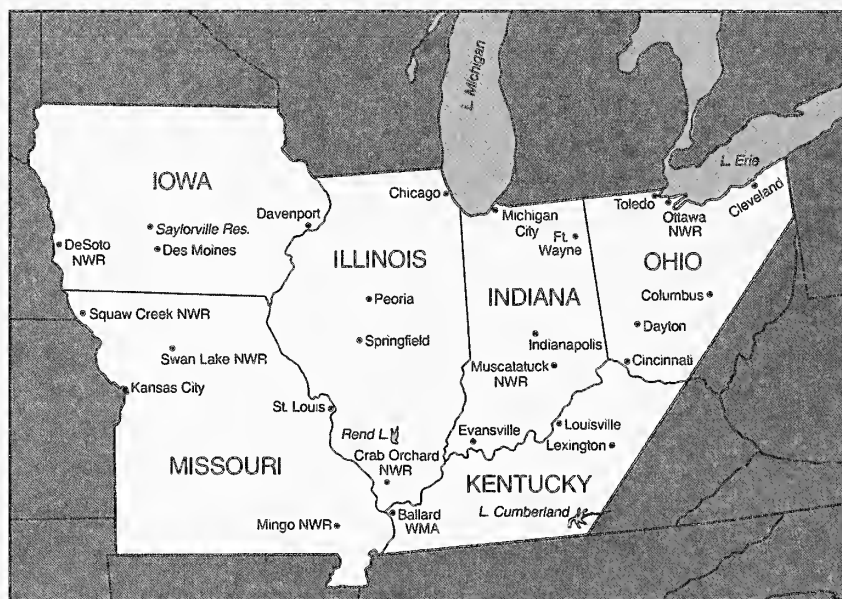 L. Michigan
L. Erie
IOWA
Chicago
Toledo
Cleveland
Davenport
Michigan
City
Ottawa
NWR
Saylorville Res.
DeSoto
NWR
Des Moines
Ft.
Wayne
ILLINOIS
OHIO
Peoria
INDIANA
Columbus
Squaw Creek NWR
Dayton
Springfield
Indianapolis
Swan Lake NWR
Muscatatuck
NWR
Cincinnati
Kansas City
St. Louis
Louisville
Rend L.
Evansville
Lexington
Crab Orchard
NWR
MISSOURI
KENTUCKY
Ballard
WMA
L. Cumberland
Mingo NWR